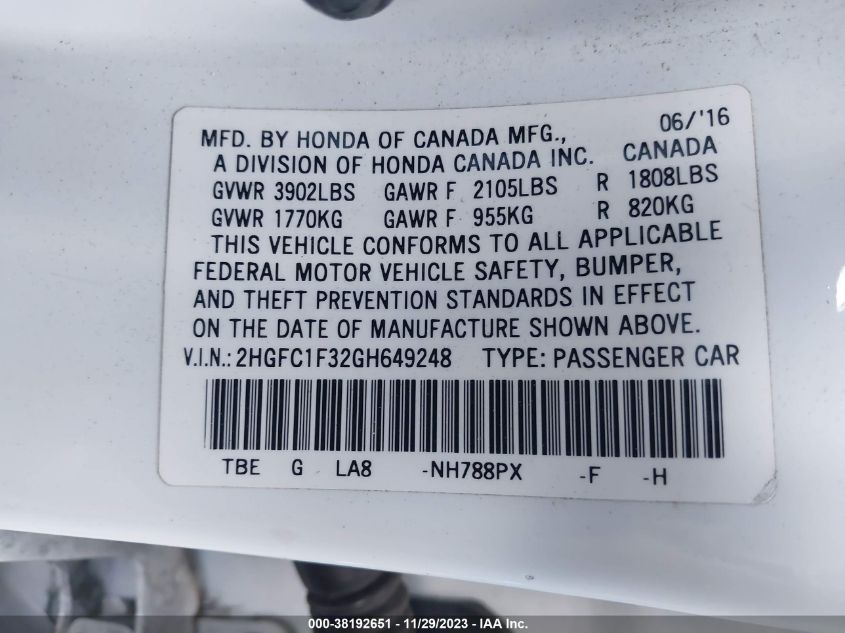 06/'16
MFD. BY HONDA OF CANADA MFG.,
A DIVISION OF HONDA CANADA INC. CANADA
GVWR 3902LBS GAWR F 2105LBS R 1808LBS
GVWR 1770KG GAWR F 955KG R 820KG
THIS VEHICLE CONFORMS TO ALL APPLICABLE
FEDERAL MOTOR VEHICLE SAFETY, BUMPER,
AND THEFT PREVENTION STANDARDS IN EFFECT
ON THE DATE OF MANUFACTURE SHOWN ABOVE.
V.I.N.: 2HGFC1F32GH649248 TYPE: PASSENGER CAR
TBE G LA8 -NH788PX -F -H
000-38192651 - 11/29/2023 - IAA Inc.